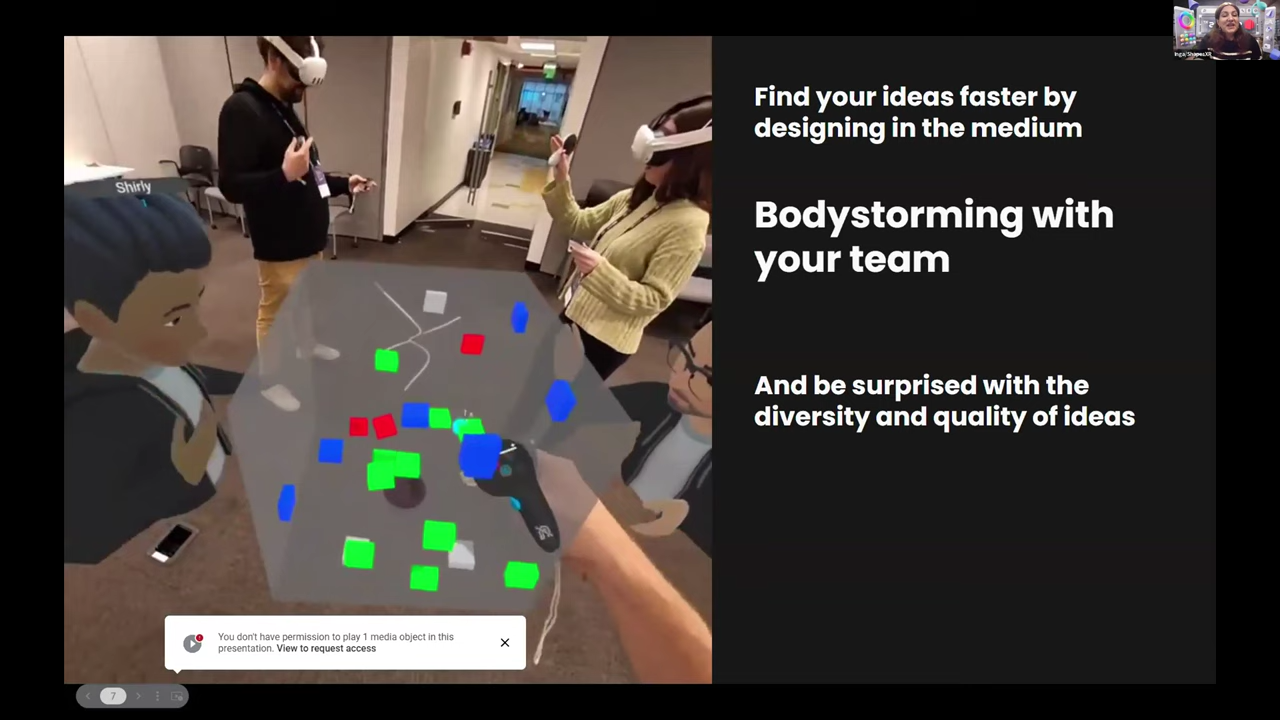 Inga/ShapesXR
Find your ideas faster by
designing in the medium
Bodystorming with
your team
And be surprised with the
diversity and quality of ideas
Shirly
You don't have permission to play 1 media object in this
presentation. View to request access
7